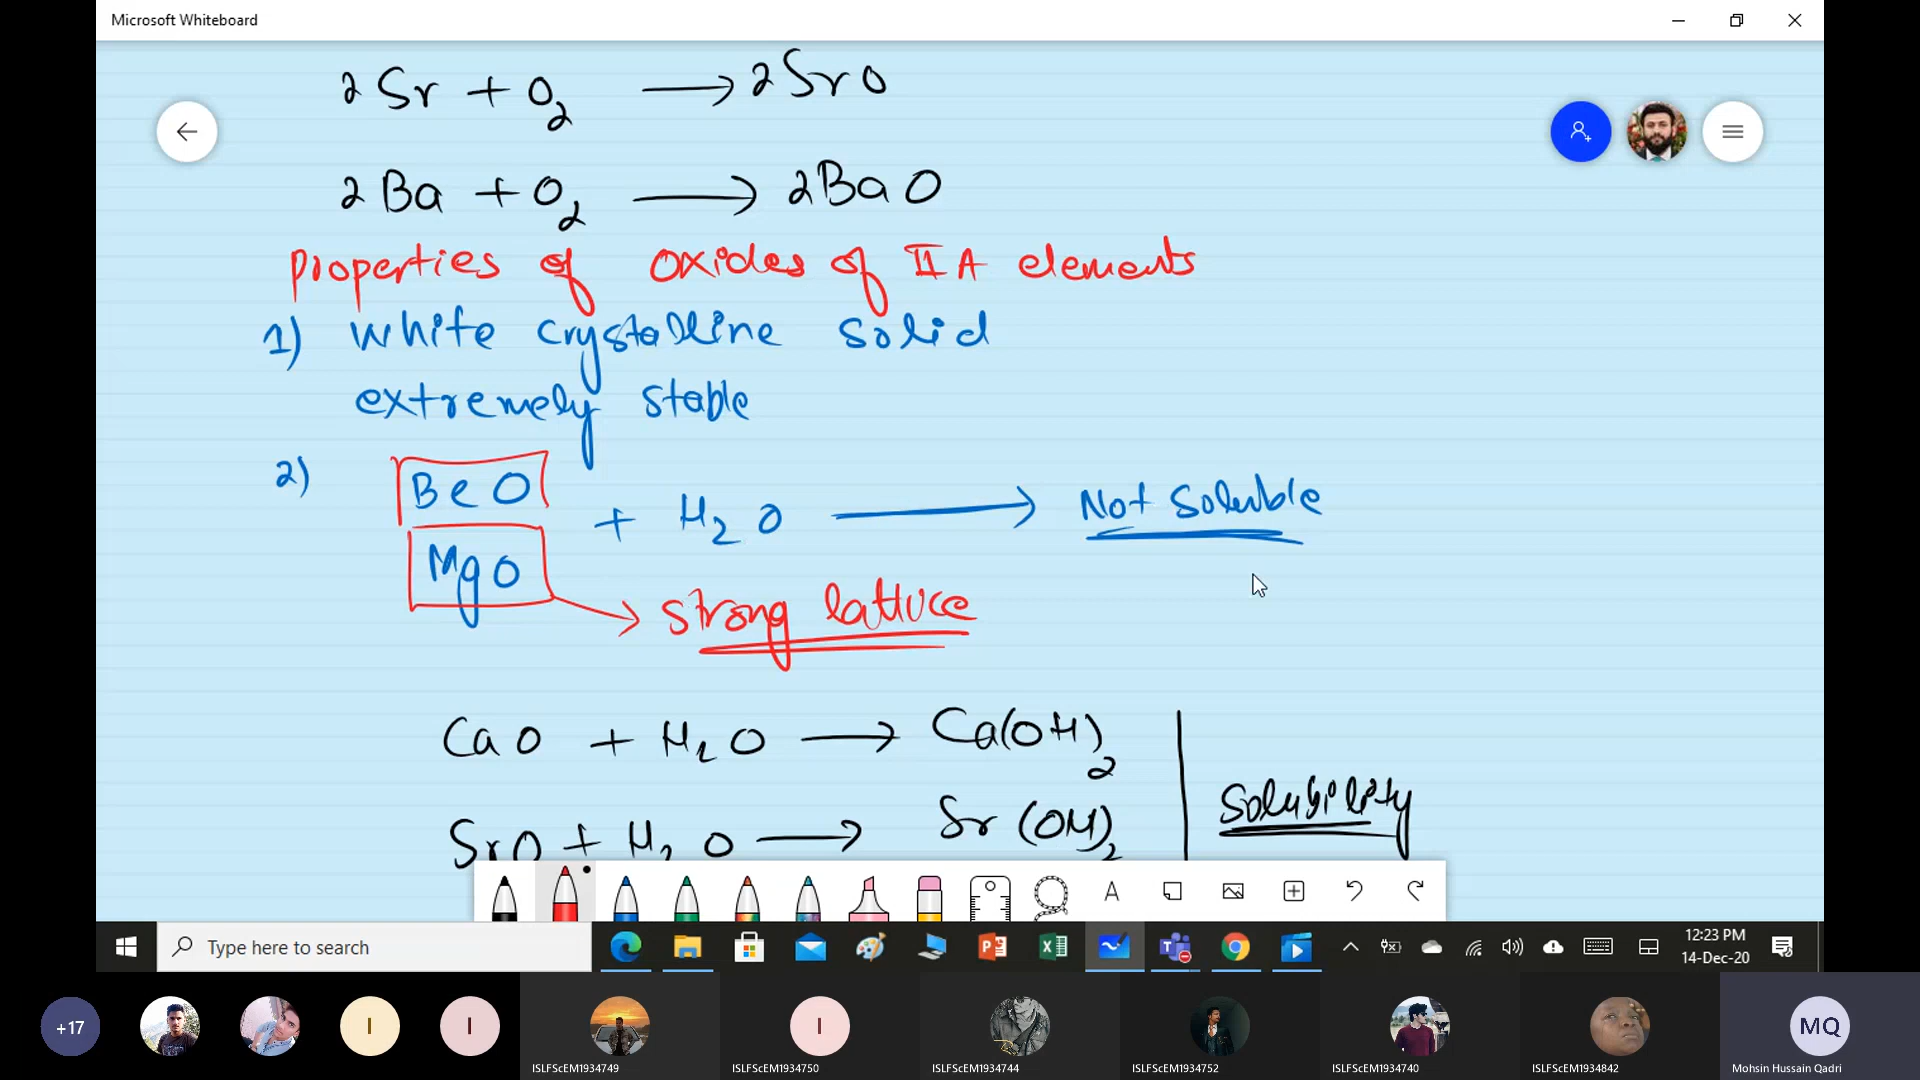 Microsoft Whiteboard
2Sr + O2 → 2SrO
2Ba + O2 → 2BaO
Properties of oxides of IIA elements
1) White crystalline solid
extremely stable
2) BeO
MgO
+ H2O → Not Soluble
→ strong lattuce
CaO + H2O → Ca(OH)2
SrO + H2O → Sr(OH)2
Solubility
A
Type here to search
12:23 PM
14-Dec-20
+17
I
I
I
MQ
ISLFScEM1934749
ISLFScEM1934750
ISLFScEM1934744
ISLFScEM1934752
ISLFScEM1934740
ISLFScEM1934842
Mohsin Hussain Qadri